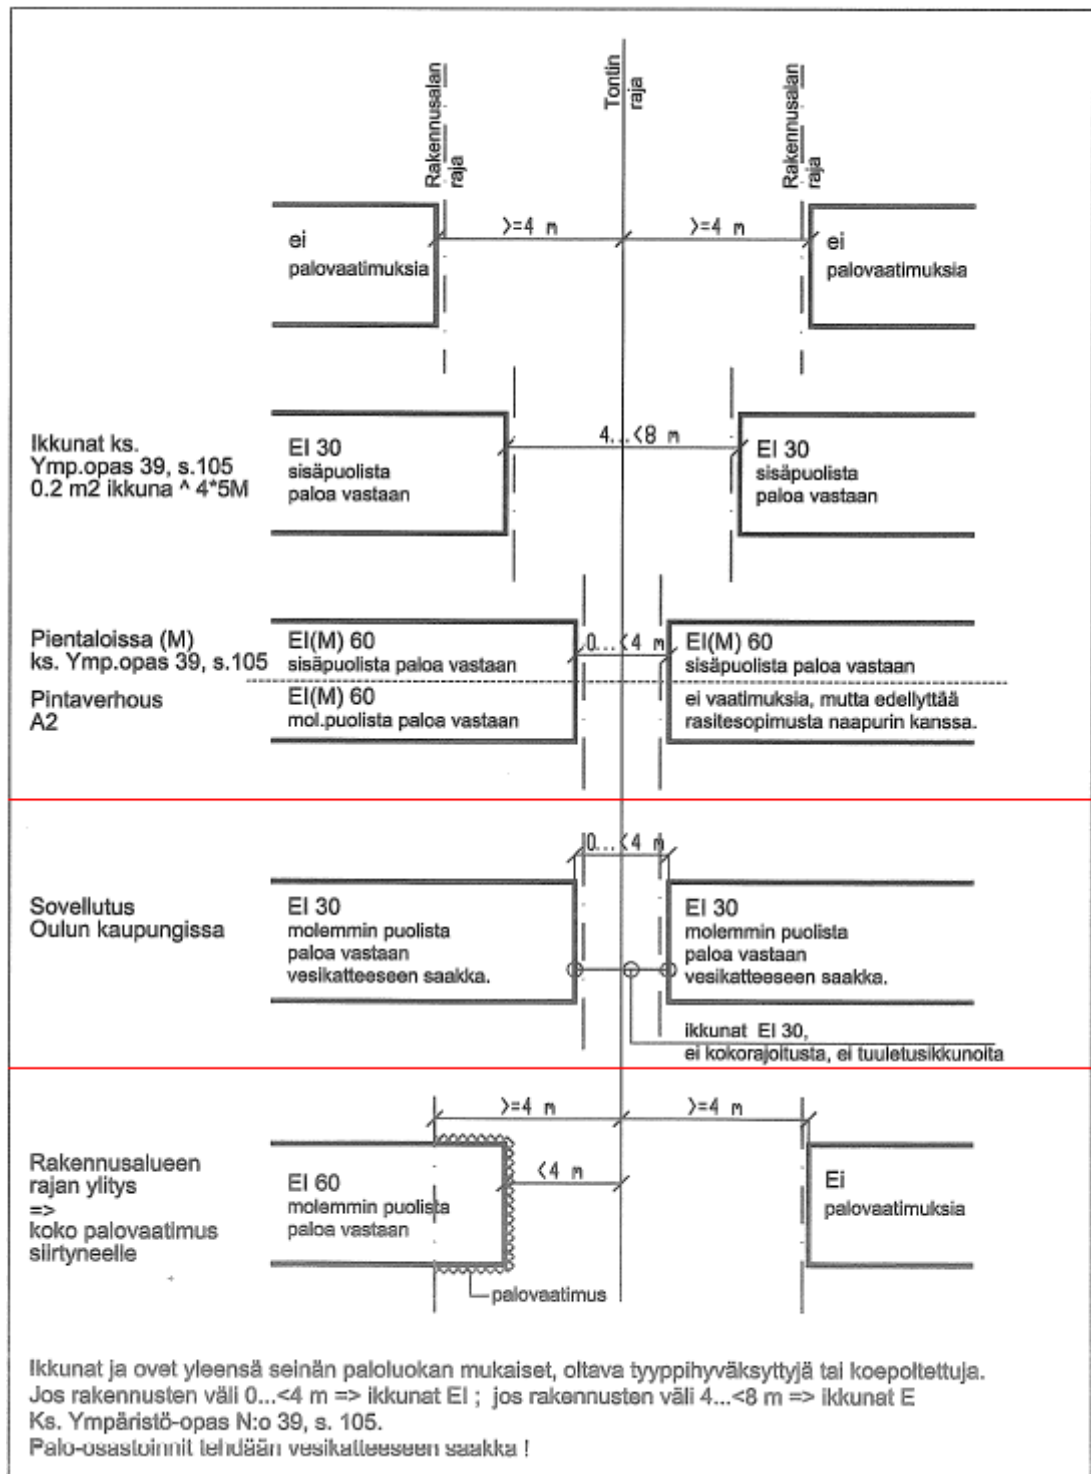 Rakennusalan
raja
Tontin
raja
Rakennusalan
raja
>=4 m
>=4 m
ei
palovaatimuksia
ei
palovaatimuksia
Ikkunat ks.
Ymp.opas 39, s.105
0.2 m2 ikkuna ^ 4*5M
4...<8 m
EI 30
sisäpuolista
paloa vastaan
EI 30
sisäpuolista
paloa vastaan
Pientaloissa (M)
ks. Ymp.opas 39, s.105
Pintaverhous
A2
0...<4 m
EI(M) 60
sisäpuolista paloa vastaan
EI(M) 60
mol.puolista paloa vastaan
EI(M) 60
sisäpuolista paloa vastaan
ei vaatimuksia, mutta edellyttää
rasitesopimusta naapurin kanssa.
0...<4 m
Sovellutus
Oulun kaupungissa
EI 30
molemmin puolista
paloa vastaan
vesikatteeseen saakka.
EI 30
molemmin puolista
paloa vastaan
vesikatteeseen saakka.
ikkunat EI 30,
ei kokorajoitusta, ei tuuletusikkunoita
>=4 m
>=4 m
Rakennusalueen
rajan ylitys
=>
koko palovaatimus
siirtyneelle
EI 60
molemmin puolista
paloa vastaan
<4 m
Ei
palovaatimuksia
palovaatimus
Ikkunat ja ovet yleensä seinän paloluokan mukaiset, oltava tyyppihyväksyttyjä tai koepoltettuja.
Jos rakennusten väli 0...<4 m => ikkunat EI ; jos rakennusten väli 4...<8 m => ikkunat E
Ks. Ympäristö-opas N:o 39, s. 105.
Palo-osastoinnit tehdään vesikatteeseen saakka !